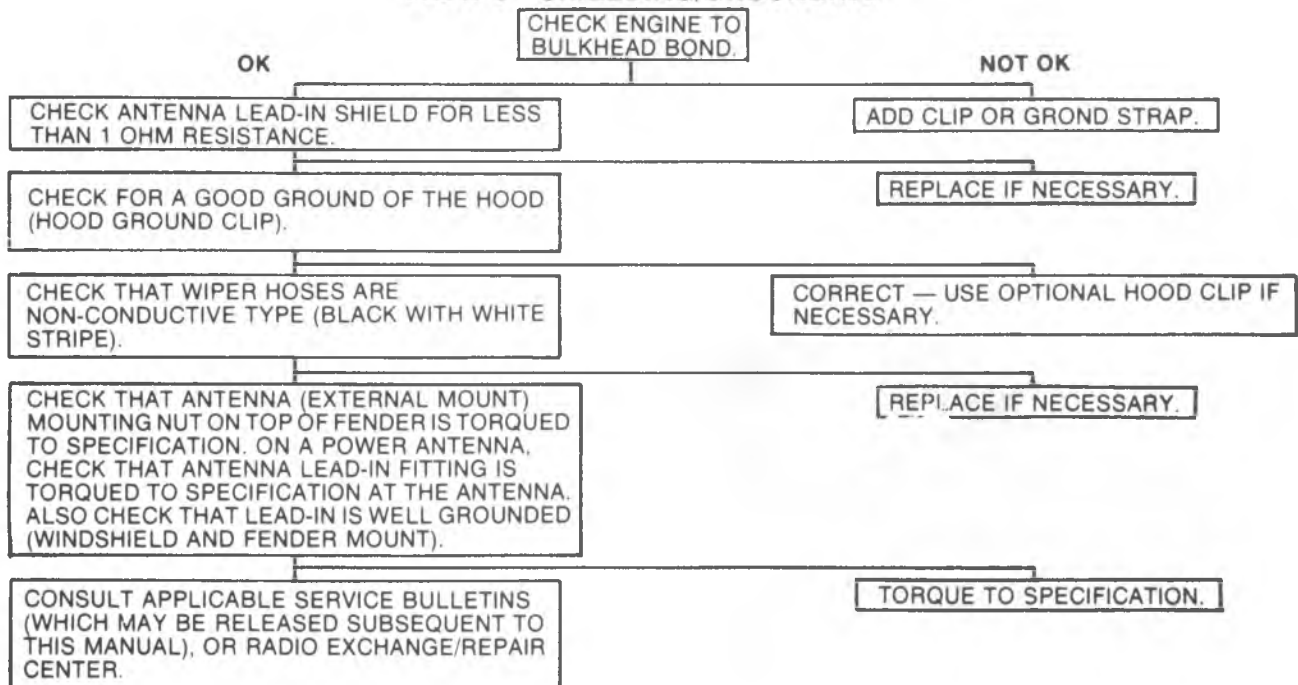 CHECK ENGINE TO
BULKHEAD BOND.
OK
NOT OK
CHECK ANTENNA LEAD-IN SHIELD FOR LESS
THAN 1 OHM RESISTANCE.
ADD CLIP OR GROND STRAP.
CHECK FOR A GOOD GROUND OF THE HOOD
(HOOD GROUND CLIP).
REPLACE IF NECESSARY.
CHECK THAT WIPER HOSES ARE
NON-CONDUCTIVE TYPE (BLACK WITH WHITE
STRIPE).
CORRECT — USE OPTIONAL HOOD CLIP IF
NECESSARY.
CHECK THAT ANTENNA (EXTERNAL MOUNT)
MOUNTING NUT ON TOP OF FENDER IS TORQUED
TO SPECIFICATION. ON A POWER ANTENNA,
CHECK THAT ANTENNA LEAD-IN FITTING IS
TORQUED TO SPECIFICATION AT THE ANTENNA.
ALSO CHECK THAT LEAD-IN IS WELL GROUNDED
(WINDSHIELD AND FENDER MOUNT).
REPLACE IF NECESSARY.
CONSULT APPLICABLE SERVICE BULLETINS
(WHICH MAY BE RELEASED SUBSEQUENT TO
THIS MANUAL), OR RADIO EXCHANGE/REPAIR
CENTER.
TORQUE TO SPECIFICATION.